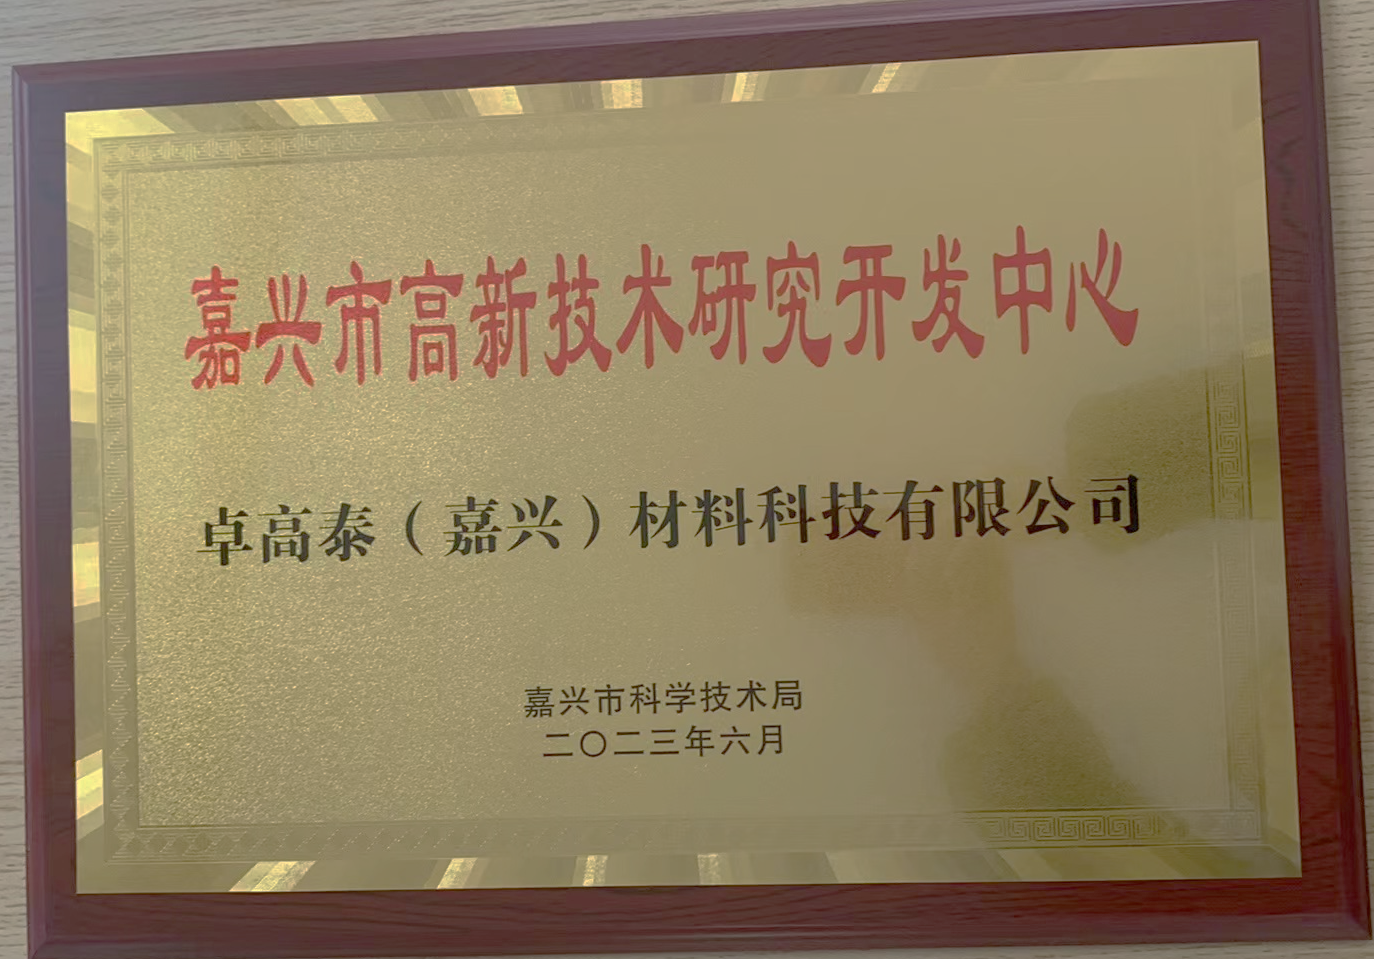 嘉兴市高新技术研究开发中心
卓高泰（嘉兴）材料科技有限公司
嘉兴市科学技术局
二〇二三年六月